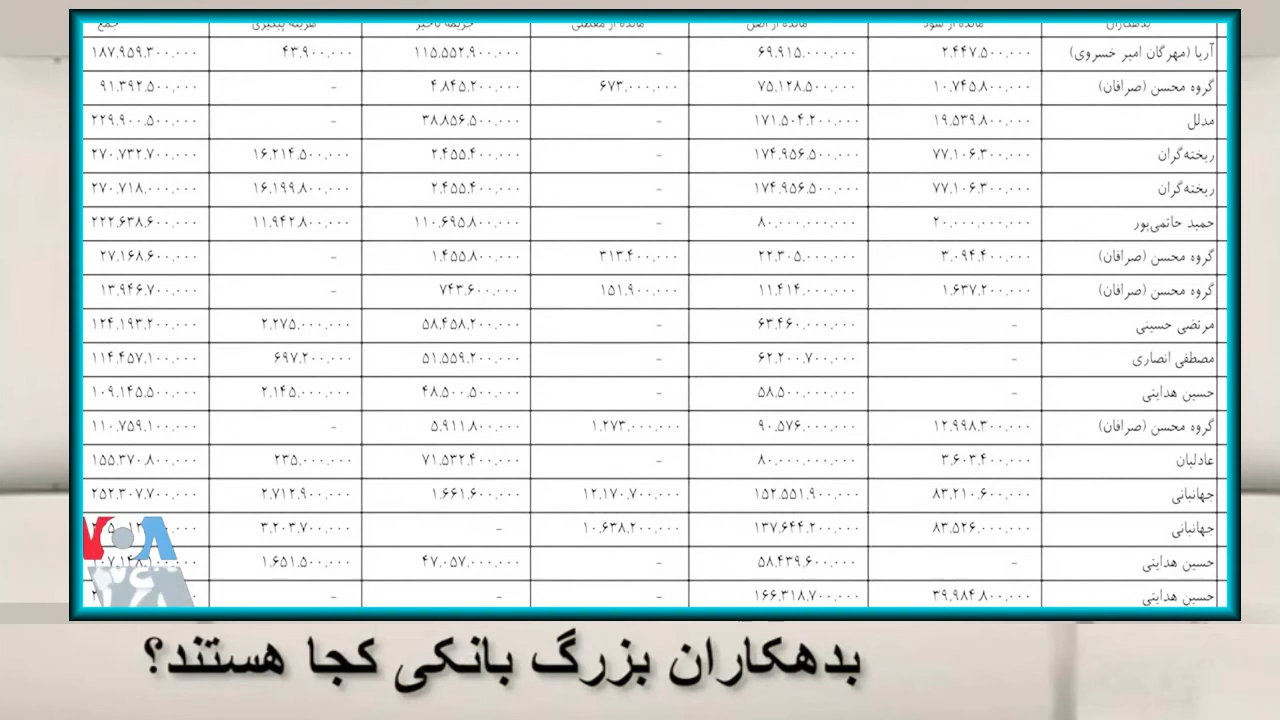 بدهکاران مانده از سود مانده از اصل مانده از معطلی جریمه تاخیر هزینه پیگیری جمع
آریا (مهرگان امیر خسروی) ۲.۴۴۷,۵۰۰,۰۰۰ ۶۹.۹۱۵,۰۰۰,۰۰۰ - ۱۱۵.۵۵۲.۹۰۰,۰۰۰ ۴۳.۹۰۰,۰۰۰ ۱۸۷.۹۵۹.۳۰۰,۰۰۰
گروه محسن (صرافان) ۱۰.۷۴۵.۸۰۰,۰۰۰ ۷۵.۱۲۸.۵۰۰,۰۰۰ ۶۷۳,۰۰۰,۰۰۰ ۴.۸۴۵.۲۰۰,۰۰۰ - ۹۱.۳۹۲.۵۰۰,۰۰۰
مدلل ۱۹.۵۳۹.۸۰۰,۰۰۰ ۱۷۱.۵۰۴.۲۰۰,۰۰۰ - ۳۸.۸۵۶.۵۰۰,۰۰۰ - ۲۲۹.۹۰۰.۵۰۰,۰۰۰
ریخته‌گران ۷۷.۱۰۶.۳۰۰,۰۰۰ ۱۷۴.۹۵۶.۵۰۰,۰۰۰ - ۲.۴۵۵.۴۰۰,۰۰۰ ۱۶.۲۱۴.۵۰۰,۰۰۰ ۲۷۰.۷۳۲.۷۰۰,۰۰۰
ریخته‌گران ۷۷.۱۰۶.۳۰۰,۰۰۰ ۱۷۴.۹۵۶.۵۰۰,۰۰۰ - ۲.۴۵۵.۴۰۰,۰۰۰ ۱۶.۱۹۹.۸۰۰,۰۰۰ ۲۷۰.۷۱۸,۰۰۰,۰۰۰
حمید حاتمی‌پور ۲۰,۰۰۰,۰۰۰,۰۰۰ ۸۰,۰۰۰,۰۰۰,۰۰۰ - ۱۱۰.۶۹۵.۸۰۰,۰۰۰ ۱۱.۹۴۲.۸۰۰,۰۰۰ ۲۲۲.۶۳۸.۶۰۰,۰۰۰
گروه محسن (صرافان) ۳.۰۹۴.۴۰۰,۰۰۰ ۲۲.۳۰۵,۰۰۰,۰۰۰ ۳۱۳.۴۰۰,۰۰۰ ۱.۴۵۵.۸۰۰,۰۰۰ - ۲۷.۱۶۸.۶۰۰,۰۰۰
گروه محسن (صرافان) ۱.۶۳۷.۲۰۰,۰۰۰ ۱۱.۴۱۴,۰۰۰,۰۰۰ ۱۵۱.۹۰۰,۰۰۰ ۷۴۳.۶۰۰,۰۰۰ - ۱۳.۹۴۶.۷۰۰,۰۰۰
مرتضی حسینی - ۶۳.۴۶۰,۰۰۰,۰۰۰ - ۵۸.۴۵۸.۲۰۰,۰۰۰ ۲.۲۷۵,۰۰۰,۰۰۰ ۱۲۴.۱۹۳.۲۰۰,۰۰۰
مصطفی انصاری - ۶۲.۲۰۰.۷۰۰,۰۰۰ - ۵۱.۵۵۹.۲۰۰,۰۰۰ ۶۹۷.۲۰۰,۰۰۰ ۱۱۴.۴۵۷.۱۰۰,۰۰۰
حسین هدایتی - ۵۸.۵۰۰,۰۰۰,۰۰۰ - ۴۸.۵۰۰.۵۰۰,۰۰۰ ۲.۱۴۵,۰۰۰,۰۰۰ ۱۰۹.۱۴۵.۵۰۰,۰۰۰
گروه محسن (صرافان) ۱۲.۹۹۸.۳۰۰,۰۰۰ ۹۰.۵۷۶,۰۰۰,۰۰۰ ۱.۲۷۳,۰۰۰,۰۰۰ ۵.۹۱۱.۸۰۰,۰۰۰ - ۱۱۰.۷۵۹.۱۰۰,۰۰۰
عادلیان ۳.۶۰۳.۴۰۰,۰۰۰ ۸۰,۰۰۰,۰۰۰,۰۰۰ - ۷۱.۵۳۲.۴۰۰,۰۰۰ ۲۳۵,۰۰۰,۰۰۰ ۱۵۵.۳۷۰.۸۰۰,۰۰۰
جهانبانی ۸۳.۲۱۰.۶۰۰,۰۰۰ ۱۵۲.۵۵۱.۹۰۰,۰۰۰ ۱۲.۱۷۰.۷۰۰,۰۰۰ ۱.۶۶۱.۶۰۰,۰۰۰ ۲.۷۱۲.۹۰۰,۰۰۰ ۲۵۲.۳۰۷.۷۰۰,۰۰۰
جهانبانی ۸۳.۵۲۶,۰۰۰,۰۰۰ ۱۳۷.۶۴۴.۲۰۰,۰۰۰ ۱۰.۶۳۸.۲۰۰,۰۰۰ - ۳.۲۰۳.۷۰۰,۰۰۰
حسین هدایتی - ۵۸.۴۳۹.۶۰۰,۰۰۰ - ۴۷.۰۵۷,۰۰۰,۰۰۰ ۱.۶۵۱.۵۰۰,۰۰۰
حسین هدایتی ۳۹.۹۸۴.۸۰۰,۰۰۰ ۱۶۶.۳۱۸.۷۰۰,۰۰۰ - - -
VOA
بدهکاران بزرگ بانکی کجا هستند؟